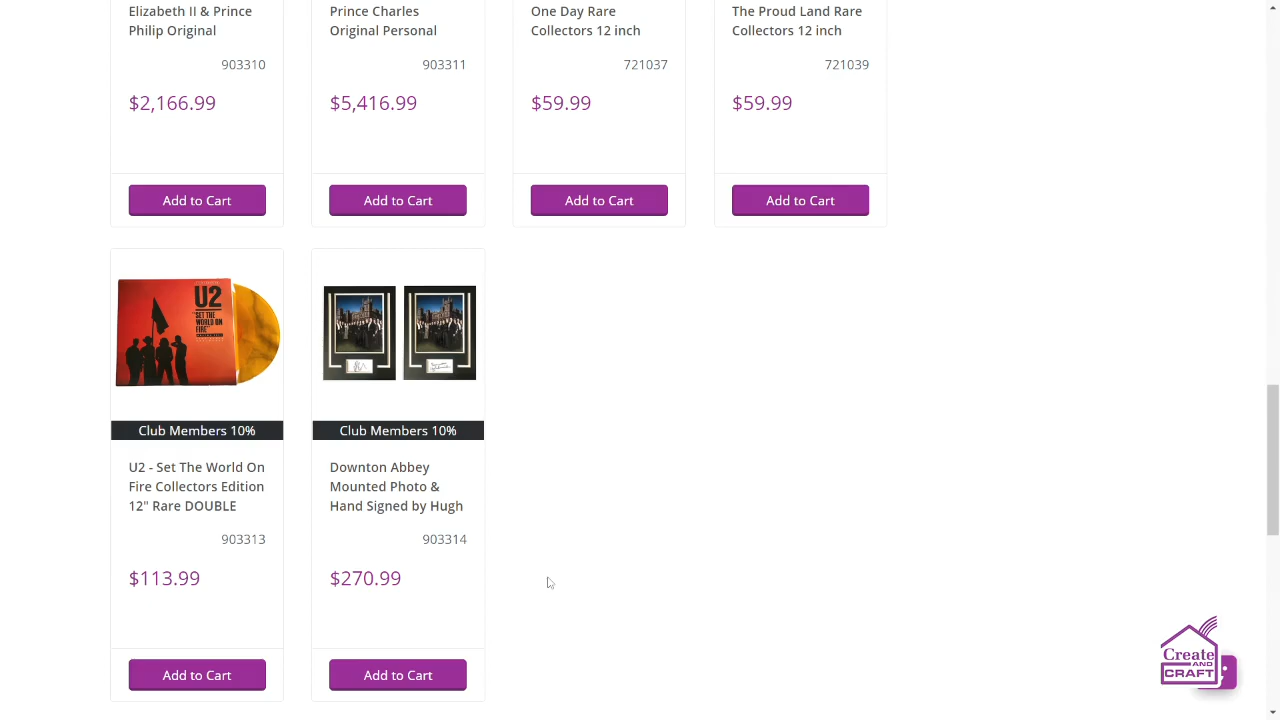 Elizabeth II & Prince
Philip Original
903310
$2,166.99
Add to Cart
Prince Charles
Original Personal
903311
$5,416.99
Add to Cart
One Day Rare
Collectors 12 inch
721037
$59.99
Add to Cart
The Proud Land Rare
Collectors 12 inch
721039
$59.99
Add to Cart
U2
"SET THE
WORLD ON
FIRE"
Club Members 10%
U2 - Set The World On
Fire Collectors Edition
12" Rare DOUBLE
903313
$113.99
Add to Cart
Club Members 10%
Downton Abbey
Mounted Photo &
Hand Signed by Hugh
903314
$270.99
Add to Cart
Create
AND
CRAFT